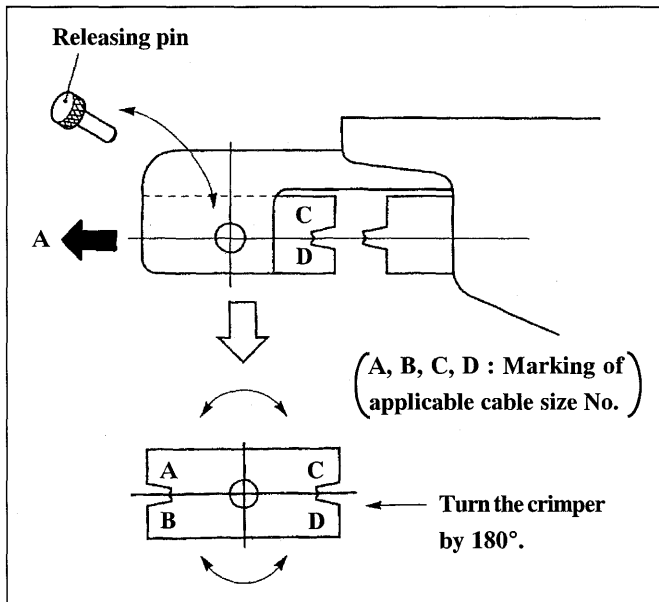 Releasing pin
A
C
D
(A, B, C, D : Marking of
applicable cable size No.)
A
C
B
D
Turn the crimper
by 180°.